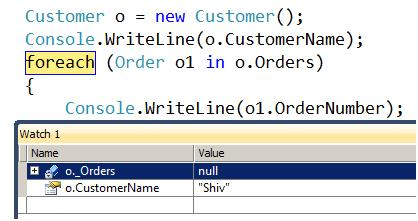 Customer o = new Customer();
Console.WriteLine(o.CustomerName);
foreach (Order o1 in o.Orders)
{
Console.WriteLine(o1.OrderNumber);
Watch 1
Name Value
o._Orders null
o.CustomerName "Shiv"